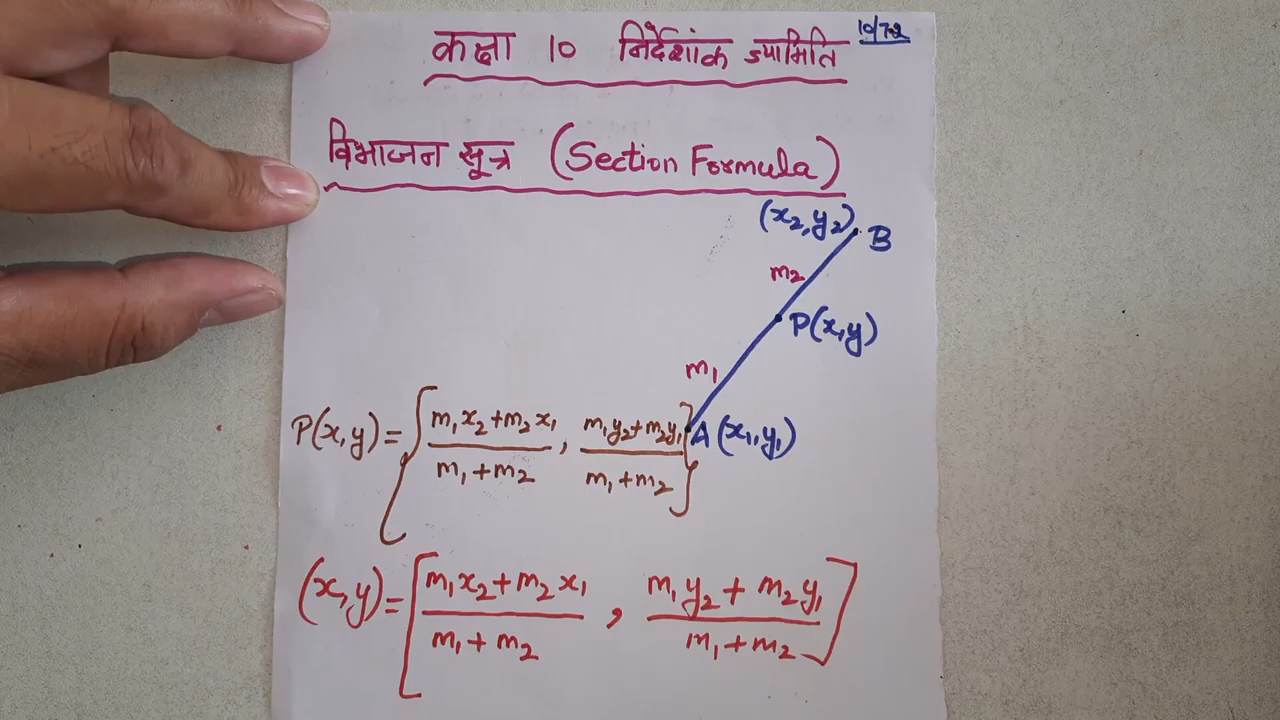 कक्षा 10 निर्देशांक ज्यामिति
विभाजन सूत्र (Section Formula)
(x₂,y₂) B
m₂
P(x,y)
m₁
A (x₁,y₁)
P(x,y) = { (m₁x₂+m₂x₁)/(m₁+m₂) , (m₁y₂+m₂y₁)/(m₁+m₂) }
(x,y) = [ (m₁x₂+m₂x₁)/(m₁+m₂) , (m₁y₂+m₂y₁)/(m₁+m₂) ]